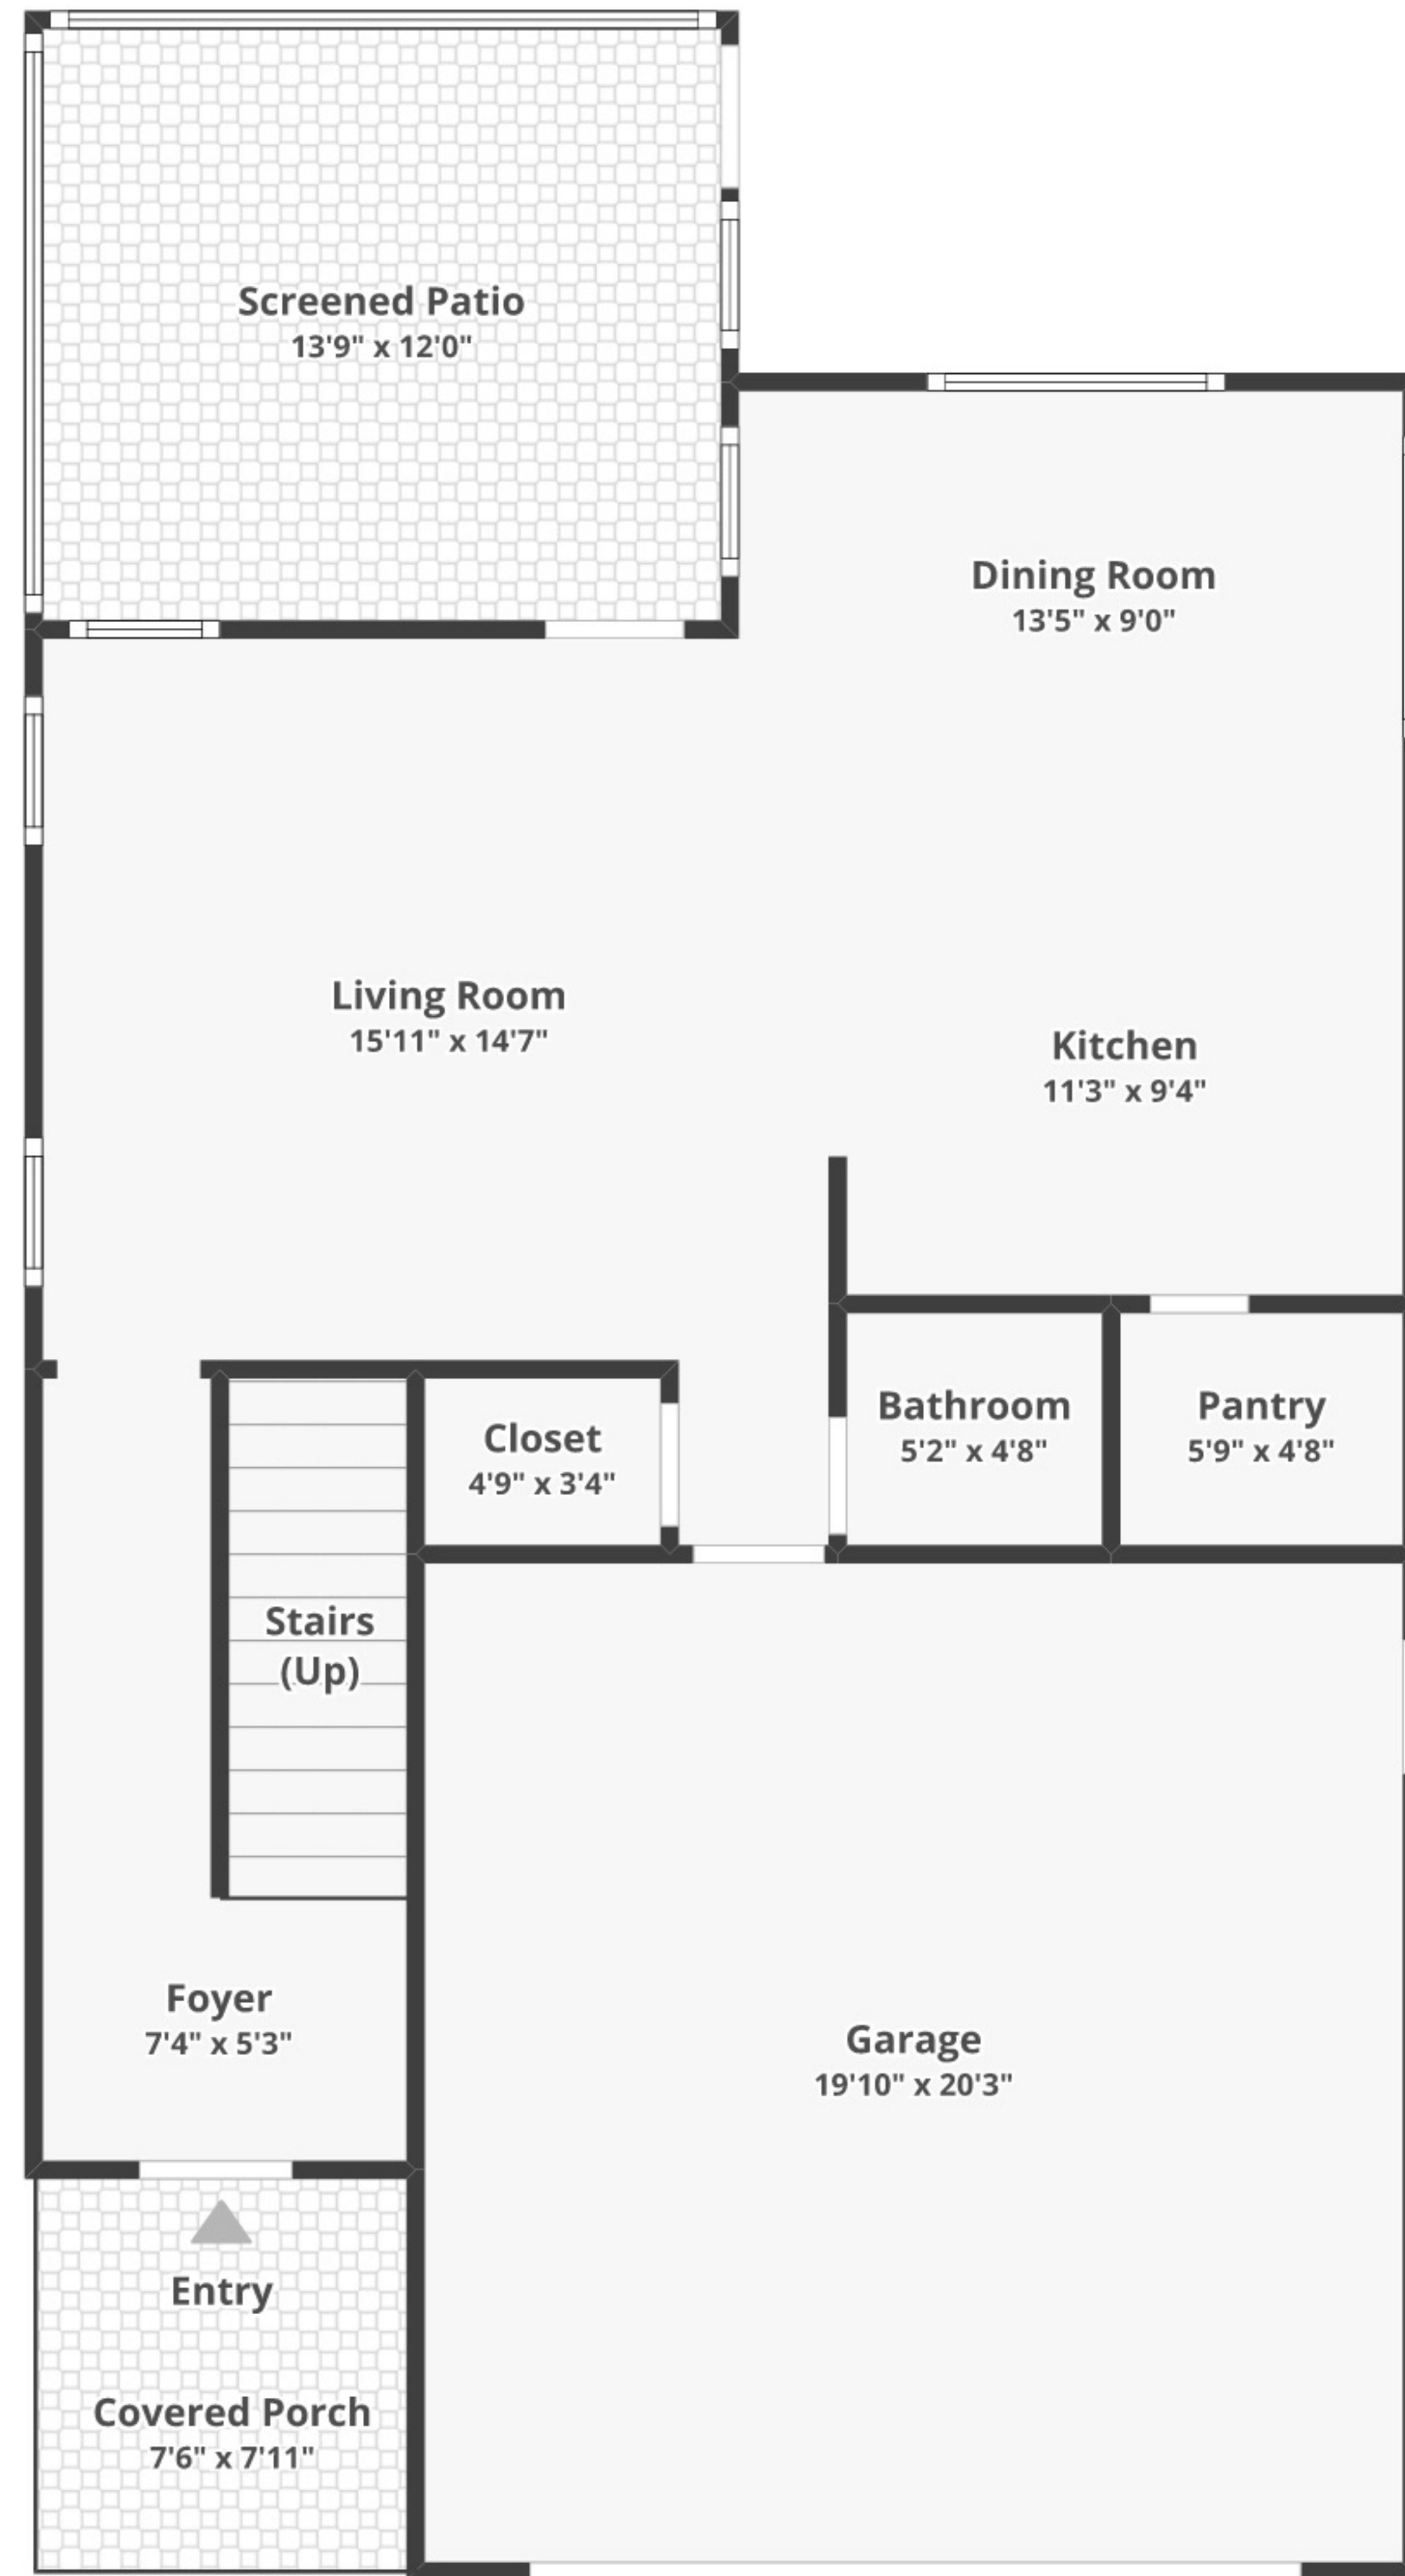 Screened Patio
13'9" x 12'0"
Dining Room
13'5" x 9'0"
Living Room
15'11" x 14'7"
Kitchen
11'3" x 9'4"
Closet
4'9" x 3'4"
Bathroom
5'2" x 4'8"
Pantry
5'9" x 4'8"
Stairs
(Up)
Foyer
7'4" x 5'3"
Garage
19'10" x 20'3"
Entry
Covered Porch
7'6" x 7'11"